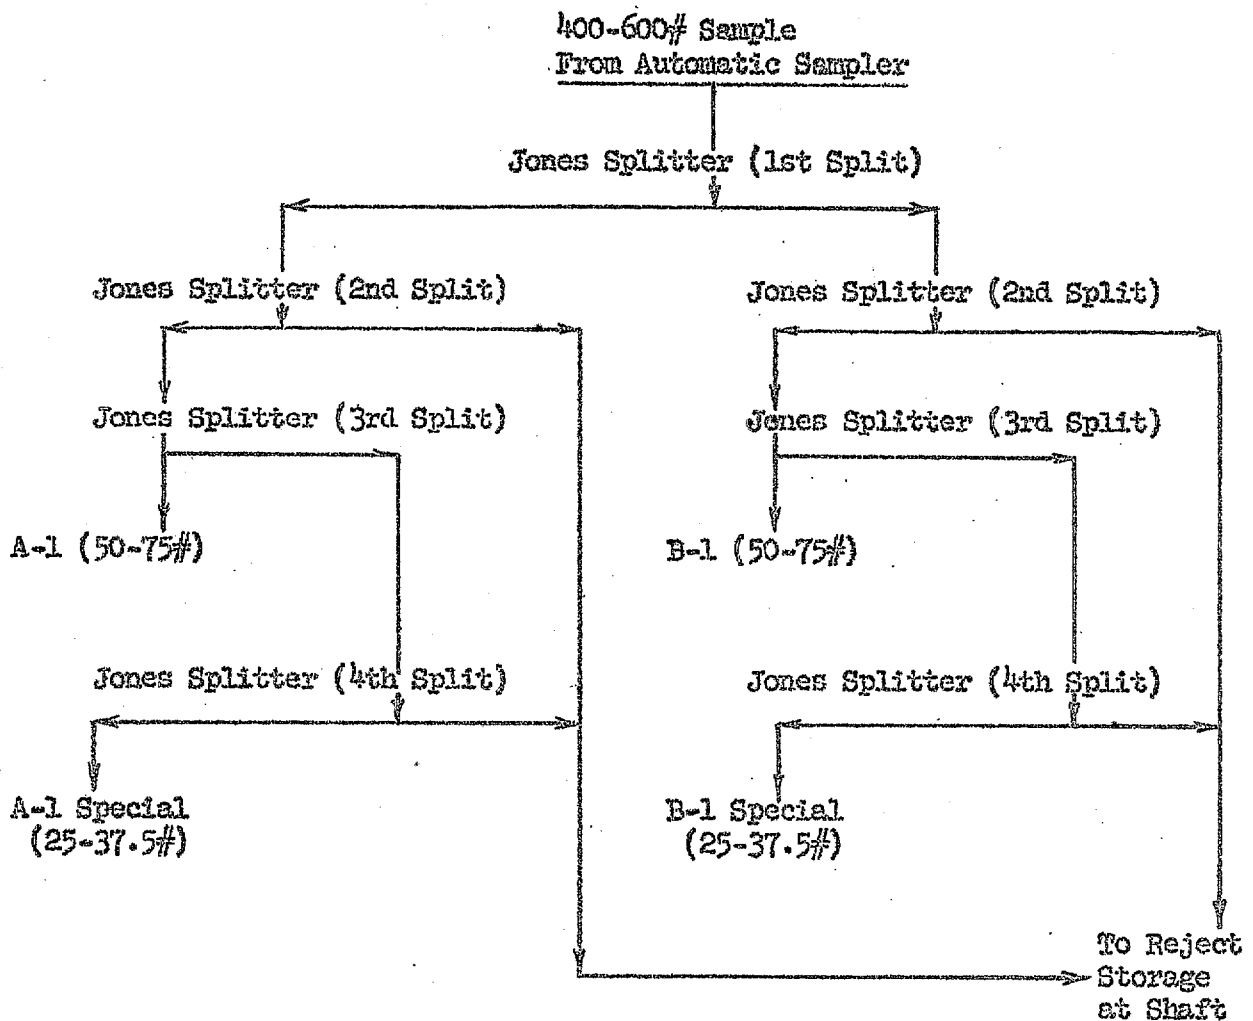 400-600# Sample
From Automatic Sampler
Jones Splitter (1st Split)
Jones Splitter (2nd Split)
Jones Splitter (2nd Split)
Jones Splitter (3rd Split)
Jones Splitter (3rd Split)
A-1 (50-75#)
B-1 (50-75#)
Jones Splitter (4th Split)
Jones Splitter (4th Split)
A-1 Special
(25-37.5#)
B-1 Special
(25-37.5#)
To Reject
Storage
at Shaft